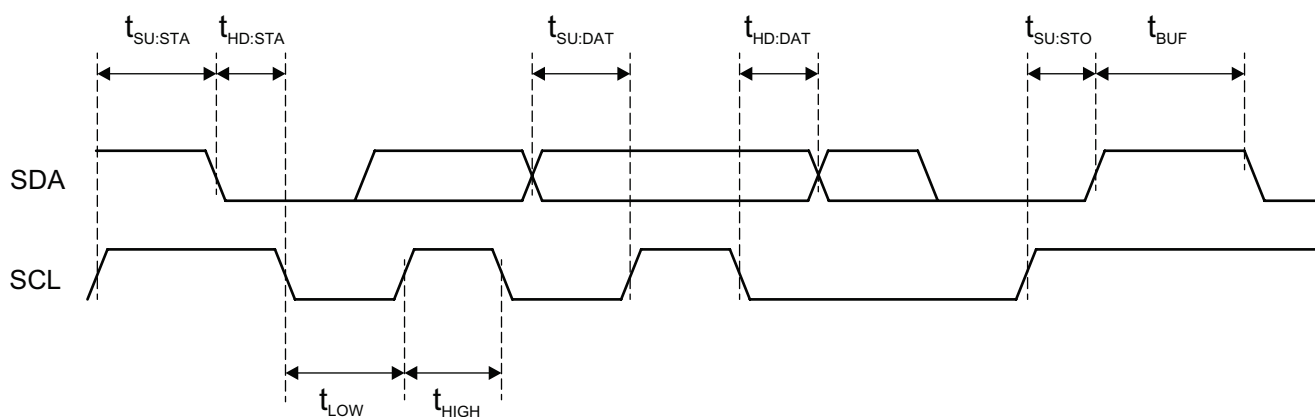 tSU:STA tHD:STA tSU:DAT tHD:DAT tSU:STO tBUF
SDA
SCL
tLOW tHIGH